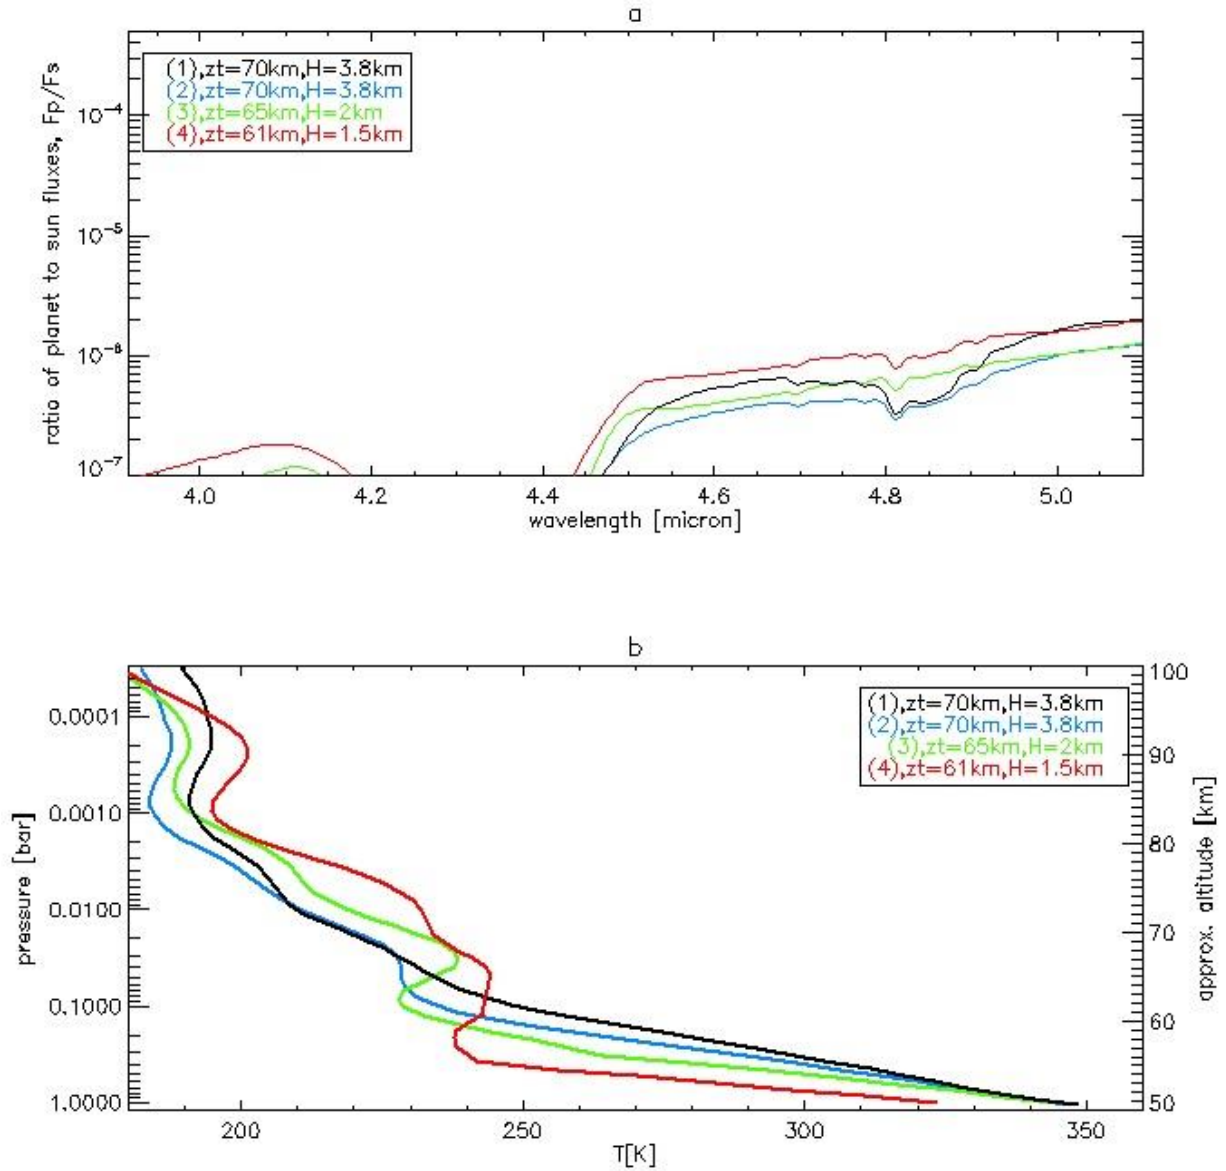 a
(1),zt=70km,H=3.8km
(2),zt=70km,H=3.8km
(3),zt=65km,H=2km
(4),zt=61km,H=1.5km
ratio of planet to sun fluxes, Fp/Fs
10⁻⁴
10⁻⁵
10⁻⁶
10⁻⁷
4.0 4.2 4.4 4.6 4.8 5.0
wavelength [micron]
b
(1),zt=70km,H=3.8km
(2),zt=70km,H=3.8km
(3),zt=65km,H=2km
(4),zt=61km,H=1.5km
pressure [bar]
0.0001
0.0010
0.0100
0.1000
1.0000
100
90
80
70
60
50
approx. altitude [km]
200 250 300 350
T[K]